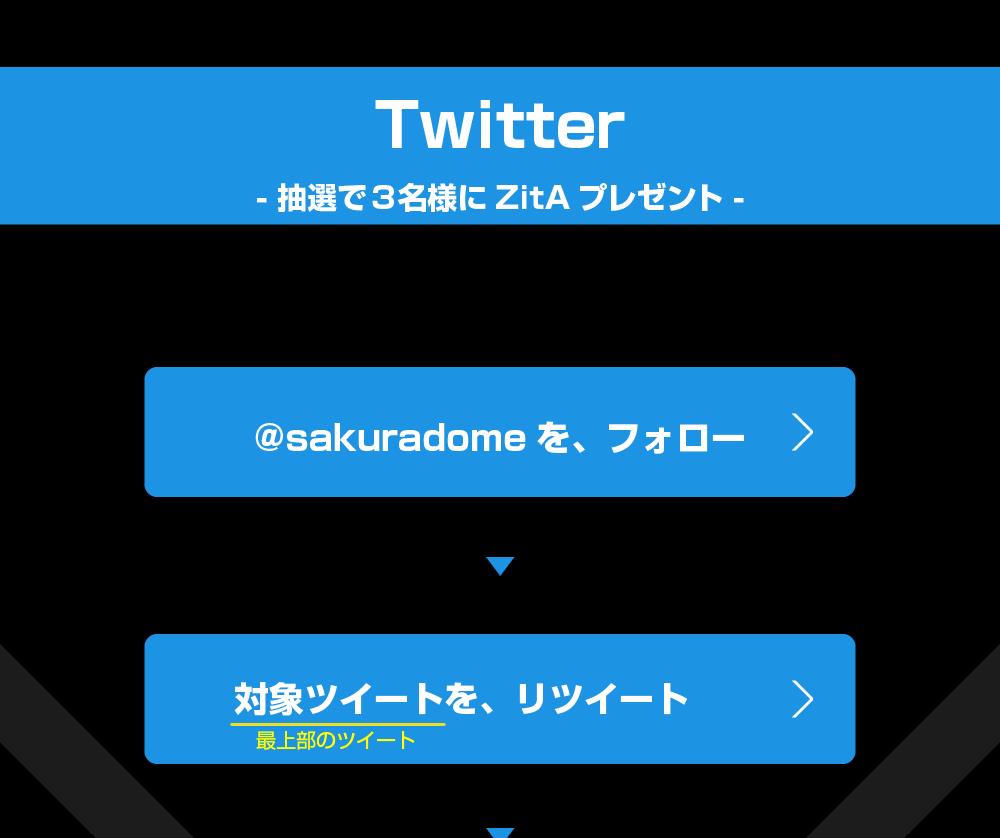 Twitter
- 抽選で3名様に ZitA プレゼント -
@sakuradome を、フォロー
対象ツイートを、リツイート
最上部のツイート